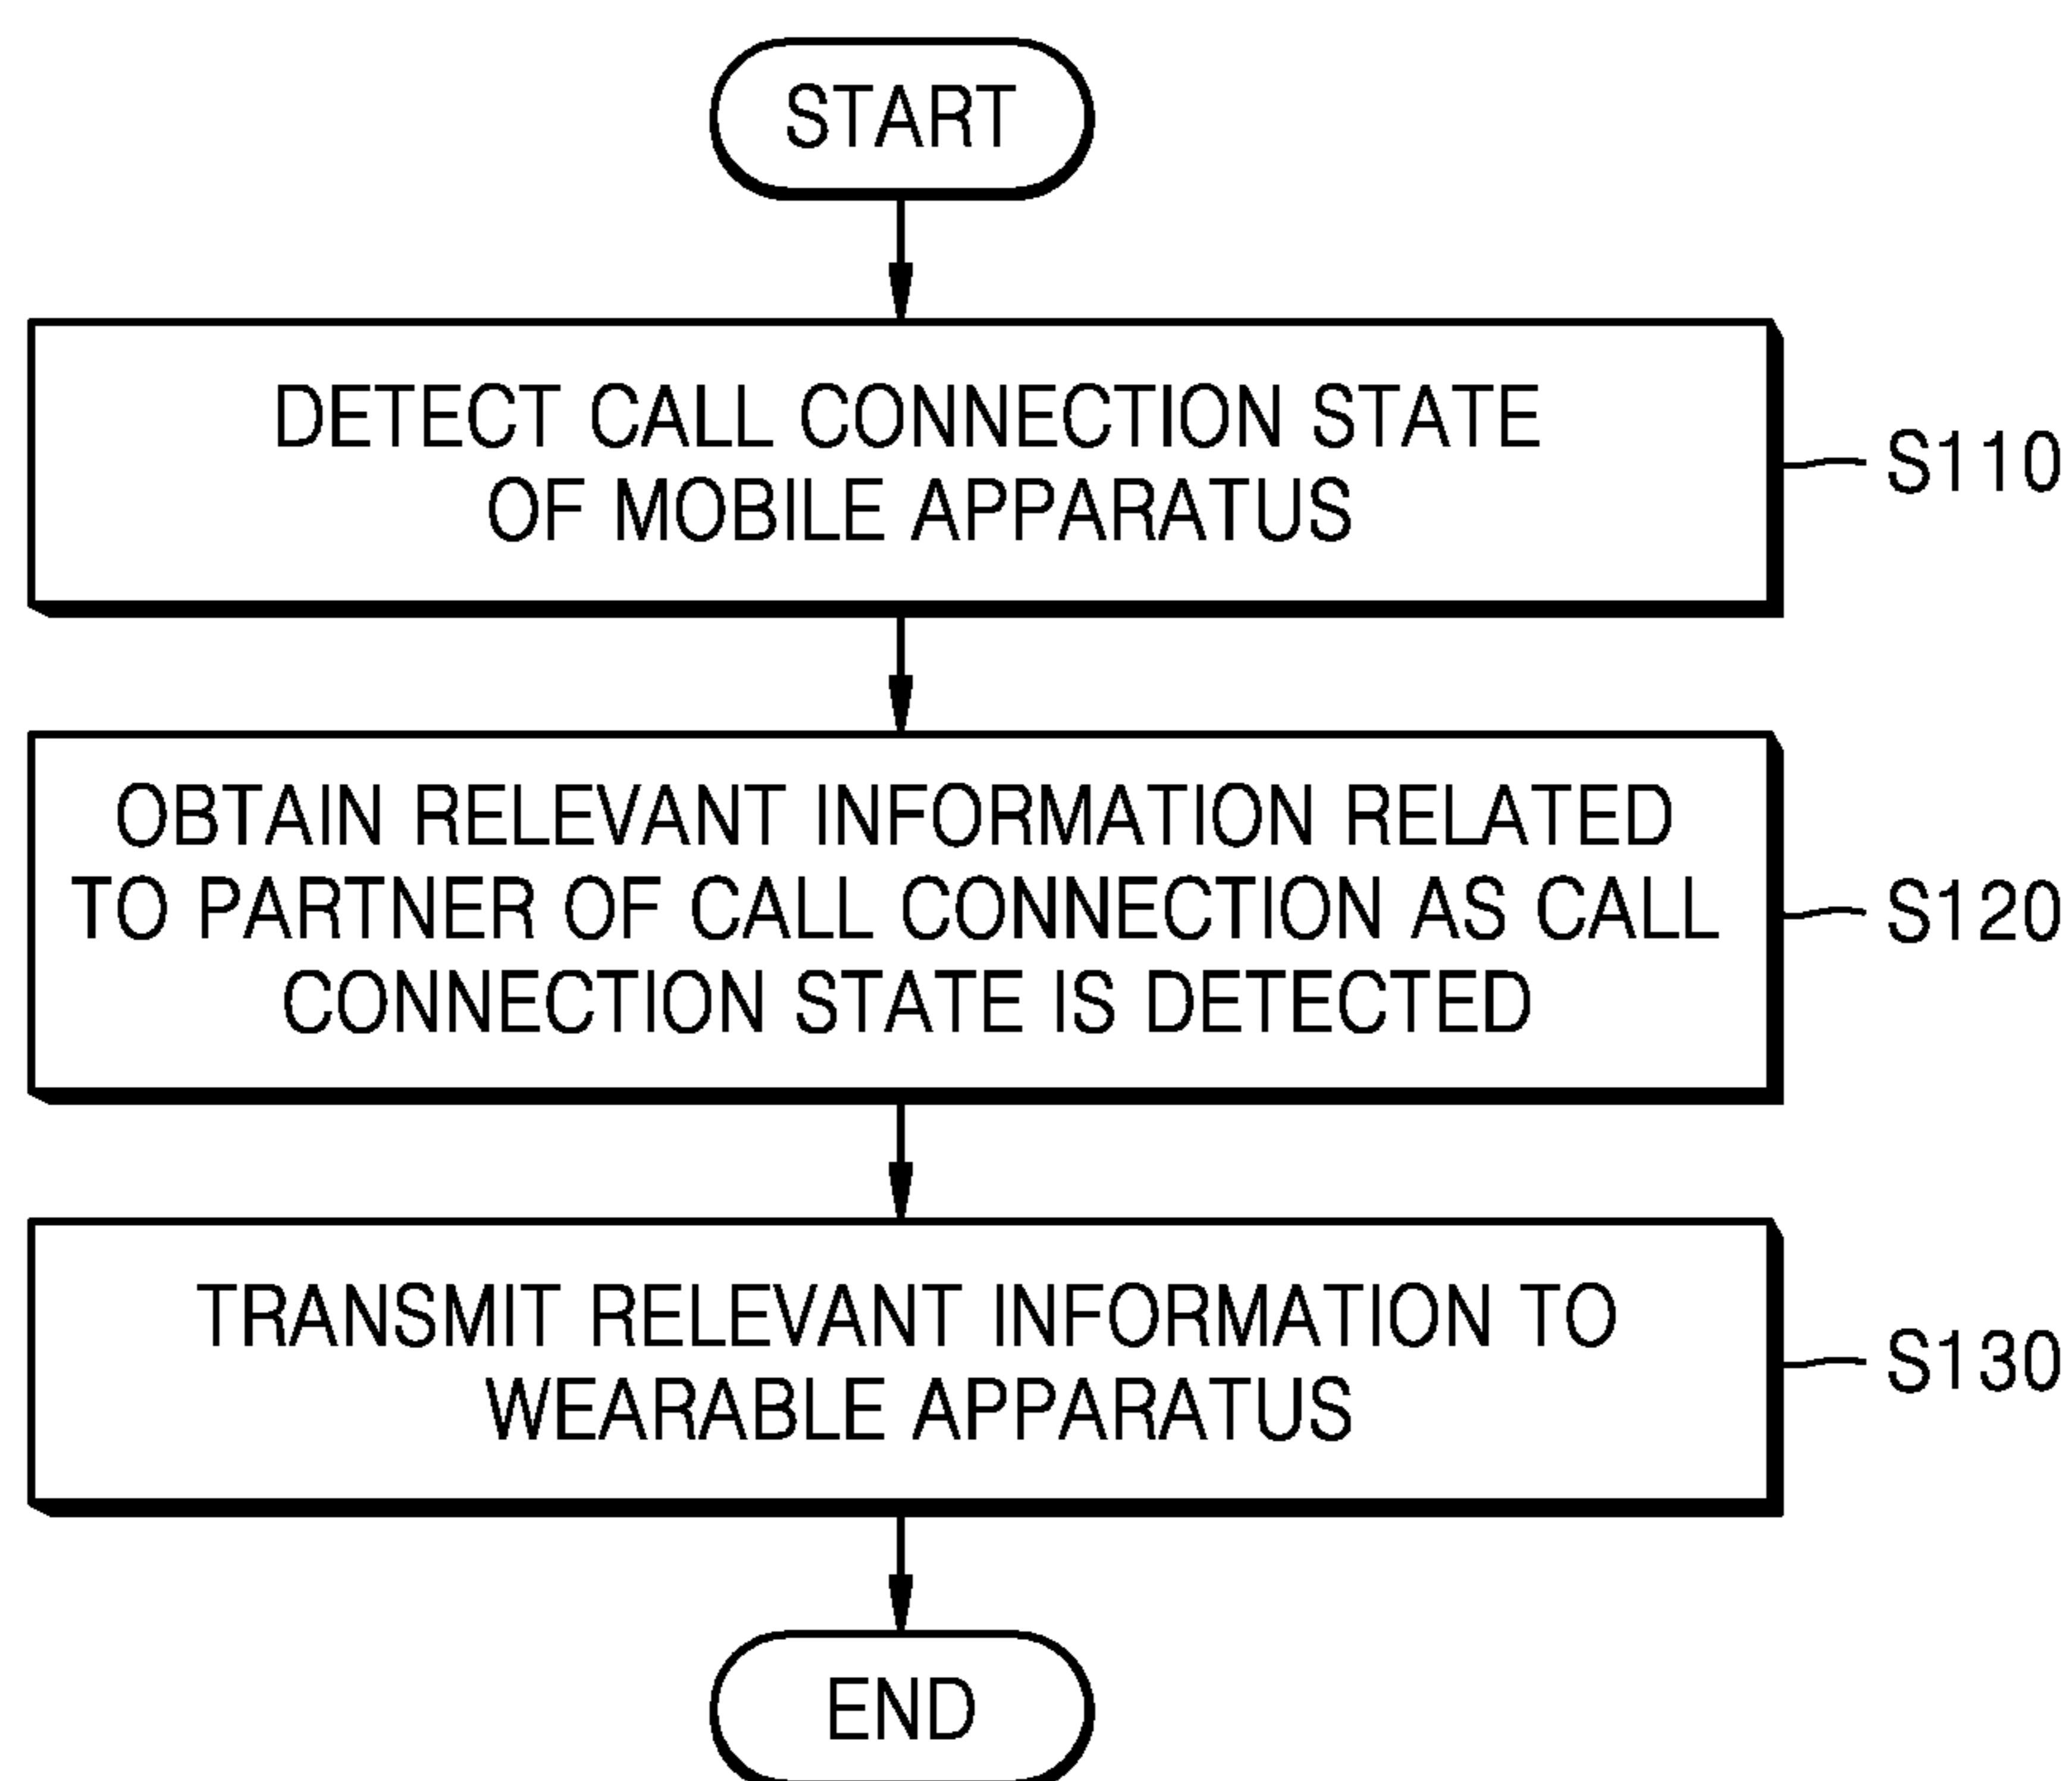 START
DETECT CALL CONNECTION STATE
OF MOBILE APPARATUS
S110
OBTAIN RELEVANT INFORMATION RELATED
TO PARTNER OF CALL CONNECTION AS CALL
CONNECTION STATE IS DETECTED
S120
TRANSMIT RELEVANT INFORMATION TO
WEARABLE APPARATUS
S130
END